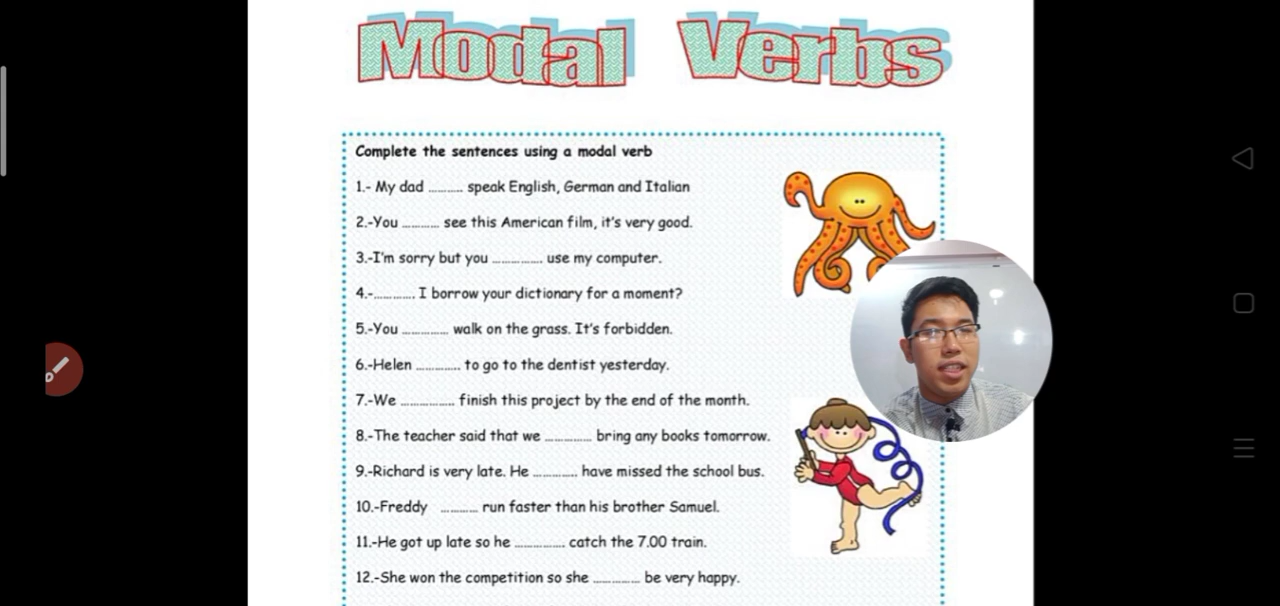 Modal Verbs
Complete the sentences using a modal verb
1.- My dad ........... speak English, German and Italian
2.-You ............ see this American film, it's very good.
3.-I'm sorry but you ................ use my computer.
4.-............. I borrow your dictionary for a moment?
5.-You ............... walk on the grass. It's forbidden.
6.-Helen .............. to go to the dentist yesterday.
7.-We ................. finish this project by the end of the month.
8.-The teacher said that we ............... bring any books tomorrow.
9.-Richard is very late. He .............. have missed the school bus.
10.-Freddy ............ run faster than his brother Samuel.
11.-He got up late so he ................ catch the 7.00 train.
12.-She won the competition so she ............... be very happy.